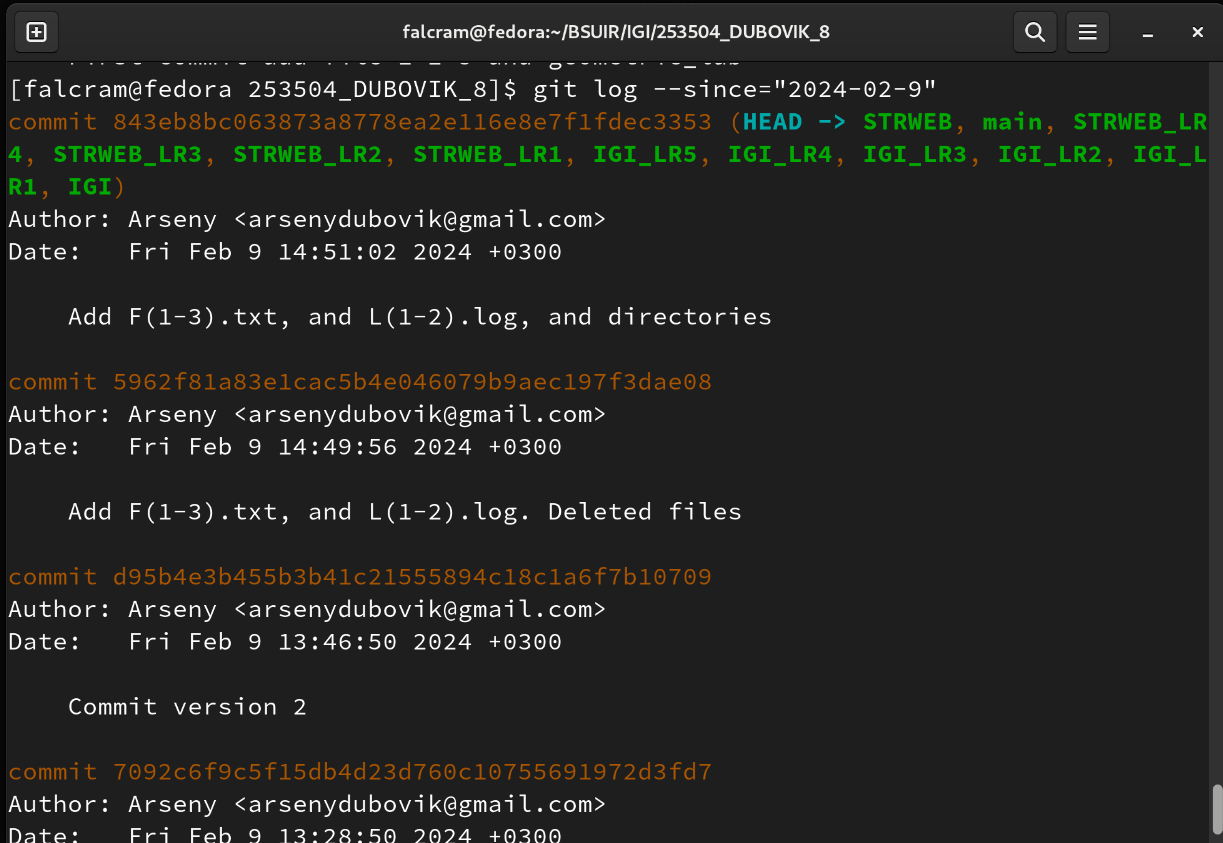 falcram@fedora:~/BSUIR/IGI/253504_DUBOVIK_8
[falcram@fedora 253504_DUBOVIK_8]$ git log --since="2024-02-9"
commit 843eb8bc063873a8778ea2e116e8e7f1fdec3353 (HEAD -> STRWEB, main, STRWEB_LR
4, STRWEB_LR3, STRWEB_LR2, STRWEB_LR1, IGI_LR5, IGI_LR4, IGI_LR3, IGI_LR2, IGI_L
R1, IGI)
Author: Arseny <arsenydubovik@gmail.com>
Date:   Fri Feb 9 14:51:02 2024 +0300
    Add F(1-3).txt, and L(1-2).log, and directories
commit 5962f81a83e1cac5b4e046079b9aec197f3dae08
Author: Arseny <arsenydubovik@gmail.com>
Date:   Fri Feb 9 14:49:56 2024 +0300
    Add F(1-3).txt, and L(1-2).log. Deleted files
commit d95b4e3b455b3b41c21555894c18c1a6f7b10709
Author: Arseny <arsenydubovik@gmail.com>
Date:   Fri Feb 9 13:46:50 2024 +0300
    Commit version 2
commit 7092c6f9c5f15db4d23d760c10755691972d3fd7
Author: Arseny <arsenydubovik@gmail.com>
Date:   Fri Feb 9 13:28:50 2024 +0300